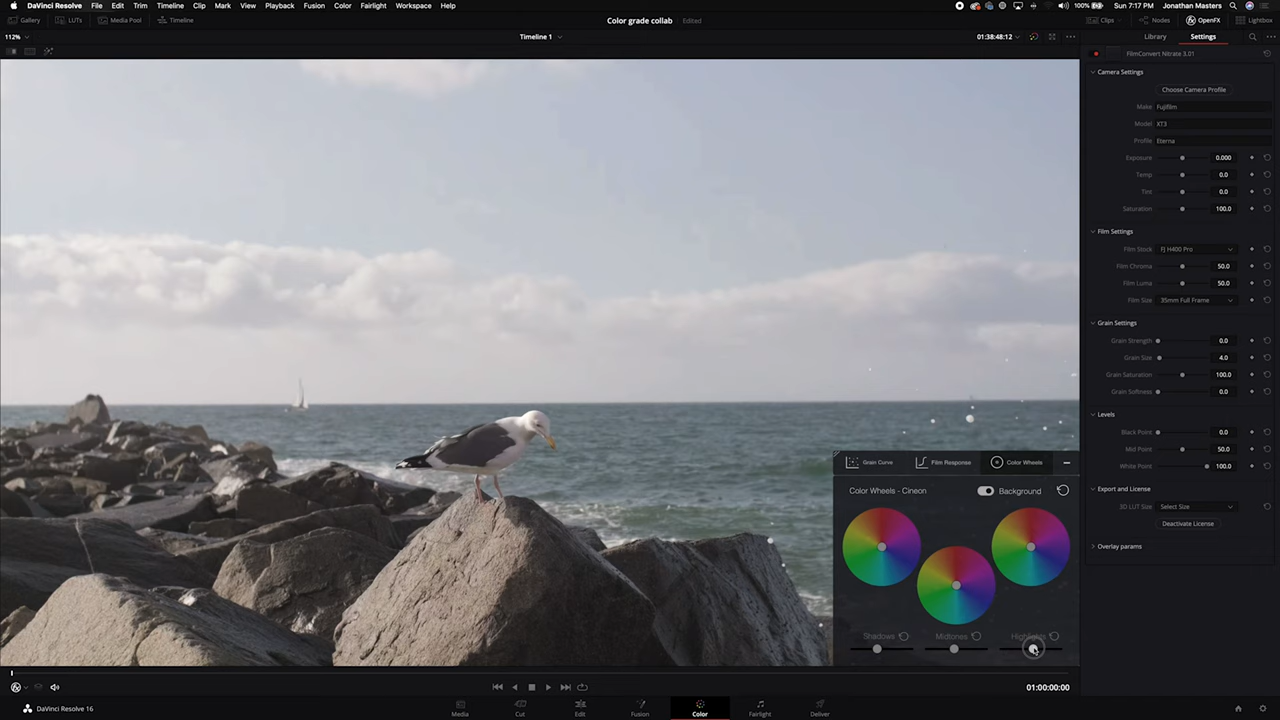 DaVinci Resolve File Edit Trim Timeline Clip Mark View Playback Fusion Color Fairlight Workspace Help 100% Sun 7:17 PM Jonathan Masters
Gallery LUTs Media Pool Timeline Color grade collab Edited Clips Nodes OpenFX Lightbox
112% Timeline 1 01:38:48:12 Library Settings
FilmConvert Nitrate 3.01
Camera Settings
Choose Camera Profile
Make Fujifilm
Model XT3
Profile Eterna
Exposure 0.000
Temp 0.0
Tint 0.0
Saturation 100.0
Film Settings
Film Stock FJ H400 Pro
Film Chroma 50.0
Film Luma 50.0
Film Size 35mm Full Frame
Grain Settings
Grain Strength 0.0
Grain Size 4.0
Grain Saturation 100.0
Grain Softness 0.0
Levels
Black Point 0.0
Mid Point 50.0
White Point 100.0
Export and License
3D LUT Size Select Size
Deactivate License
Overlay params
Grain Curve Film Response Color Wheels
Color Wheels - Cineon Background
Shadows Midtones Highlights
01:00:00:00
DaVinci Resolve 16 Media Cut Edit Fusion Color Fairlight Deliver